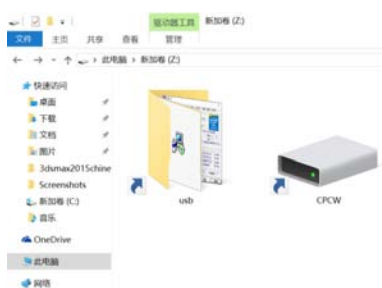 驱动器工具 新加卷 (Z:)
文件 主页 共享 查看 管理
此电脑 > 新加卷 (Z:)
快速访问
桌面
下载
文档
图片
3dsmax2015chine
Screenshots
新加卷 (C:)
音乐
OneDrive
此电脑
网络
usb
CPCW